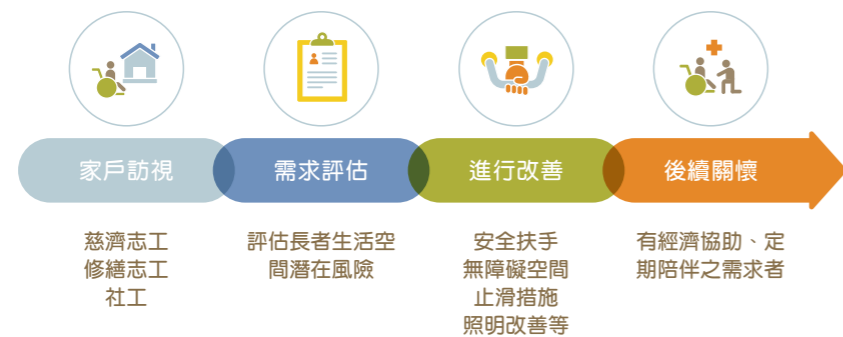 家戶訪視
需求評估
進行改善
後續關懷
慈濟志工
修繕志工
社工
評估長者生活空
間潛在風險
安全扶手
無障礙空間
止滑措施
照明改善等
有經濟協助、定
期陪伴之需求者